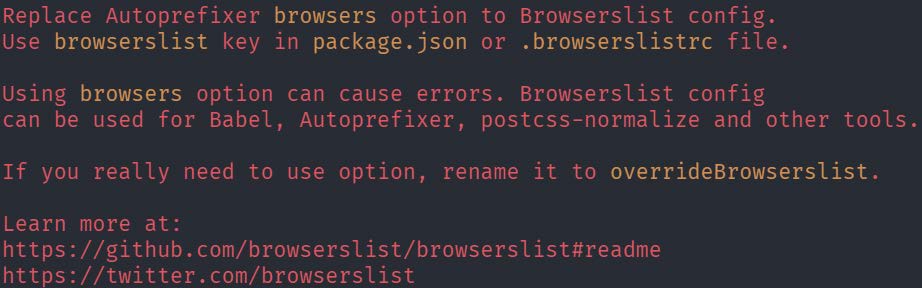 Replace Autoprefixer browsers option to Browserslist config.
Use browserslist key in package.json or .browserslistrc file.
Using browsers option can cause errors. Browserslist config
can be used for Babel, Autoprefixer, postcss-normalize and other tools.
If you really need to use option, rename it to overrideBrowserslist.
Learn more at:
https://github.com/browserslist/browserslist#readme
https://twitter.com/browserslist